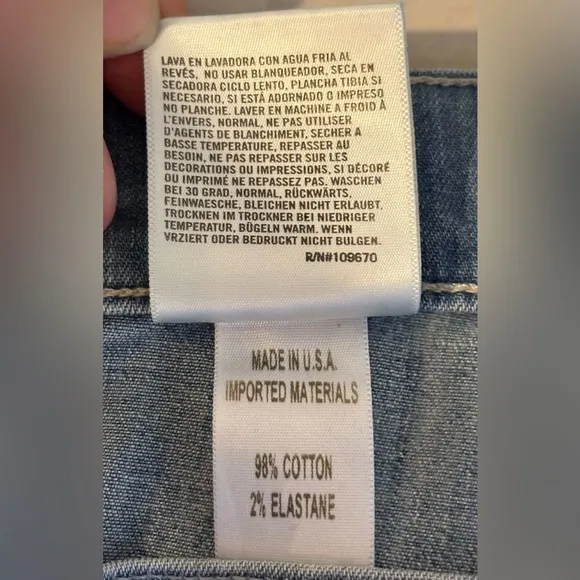 LAVA EN LAVADORA CON AGUA FRIA AL
REVÉS, NO USAR BLANQUEADOR, SECA EN
SECADORA CICLO LENTO. PLANCHA TIBIA SI
NECESARIO, SI ESTÁ ADORNADO O IMPRESO
NO PLANCHE. LAVER EN MACHINE A FROID À
L'ENVERS, NORMAL, NE PAS UTILISER
D'AGENTS DE BLANCHIMENT, SECHER A
BASSE TEMPERATURE, REPASSER AU
BESOIN, NE PAS REPASSER SUR LES
DECORATIONS OU IMPRESSIONS, SI DÉCORÉ
OU IMPRIMÉ NE REPASSEZ PAS. WASCHEN
BEI 30 GRAD, NORMAL, RÜCKWÄRTS,
FEINWAESCHE, BLEICHEN NICHT ERLAUBT,
TROCKNEN IM TROCKNER BEI NIEDRIGER
TEMPERATUR, BÜGELN WARM. WENN
VRZIERT ODER BEDRUCKT NICHT BULGEN.
R/N#109670
MADE IN U.S.A.
IMPORTED MATERIALS
98% COTTON
2% ELASTANE